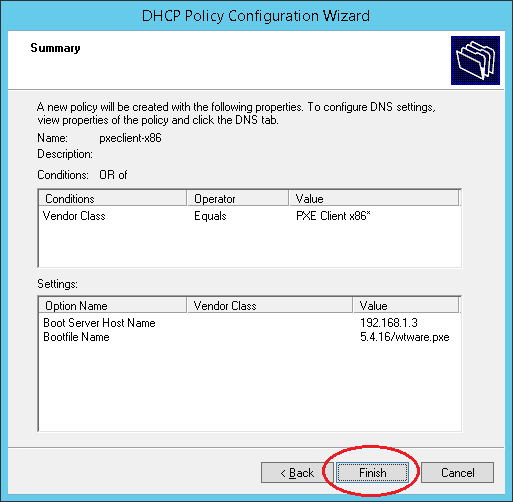 DHCP Policy Configuration Wizard
Summary
A new policy will be created with the following properties. To configure DNS settings,
view properties of the policy and click the DNS tab.
Name: pxeclient-x86
Description:
Conditions: OR of
Conditions Operator Value
Vendor Class Equals PXE Client x86*
Settings:
Option Name Vendor Class Value
Boot Server Host Name 192.168.1.3
Bootfile Name 5.4.16/wtware.pxe
< Back Finish Cancel